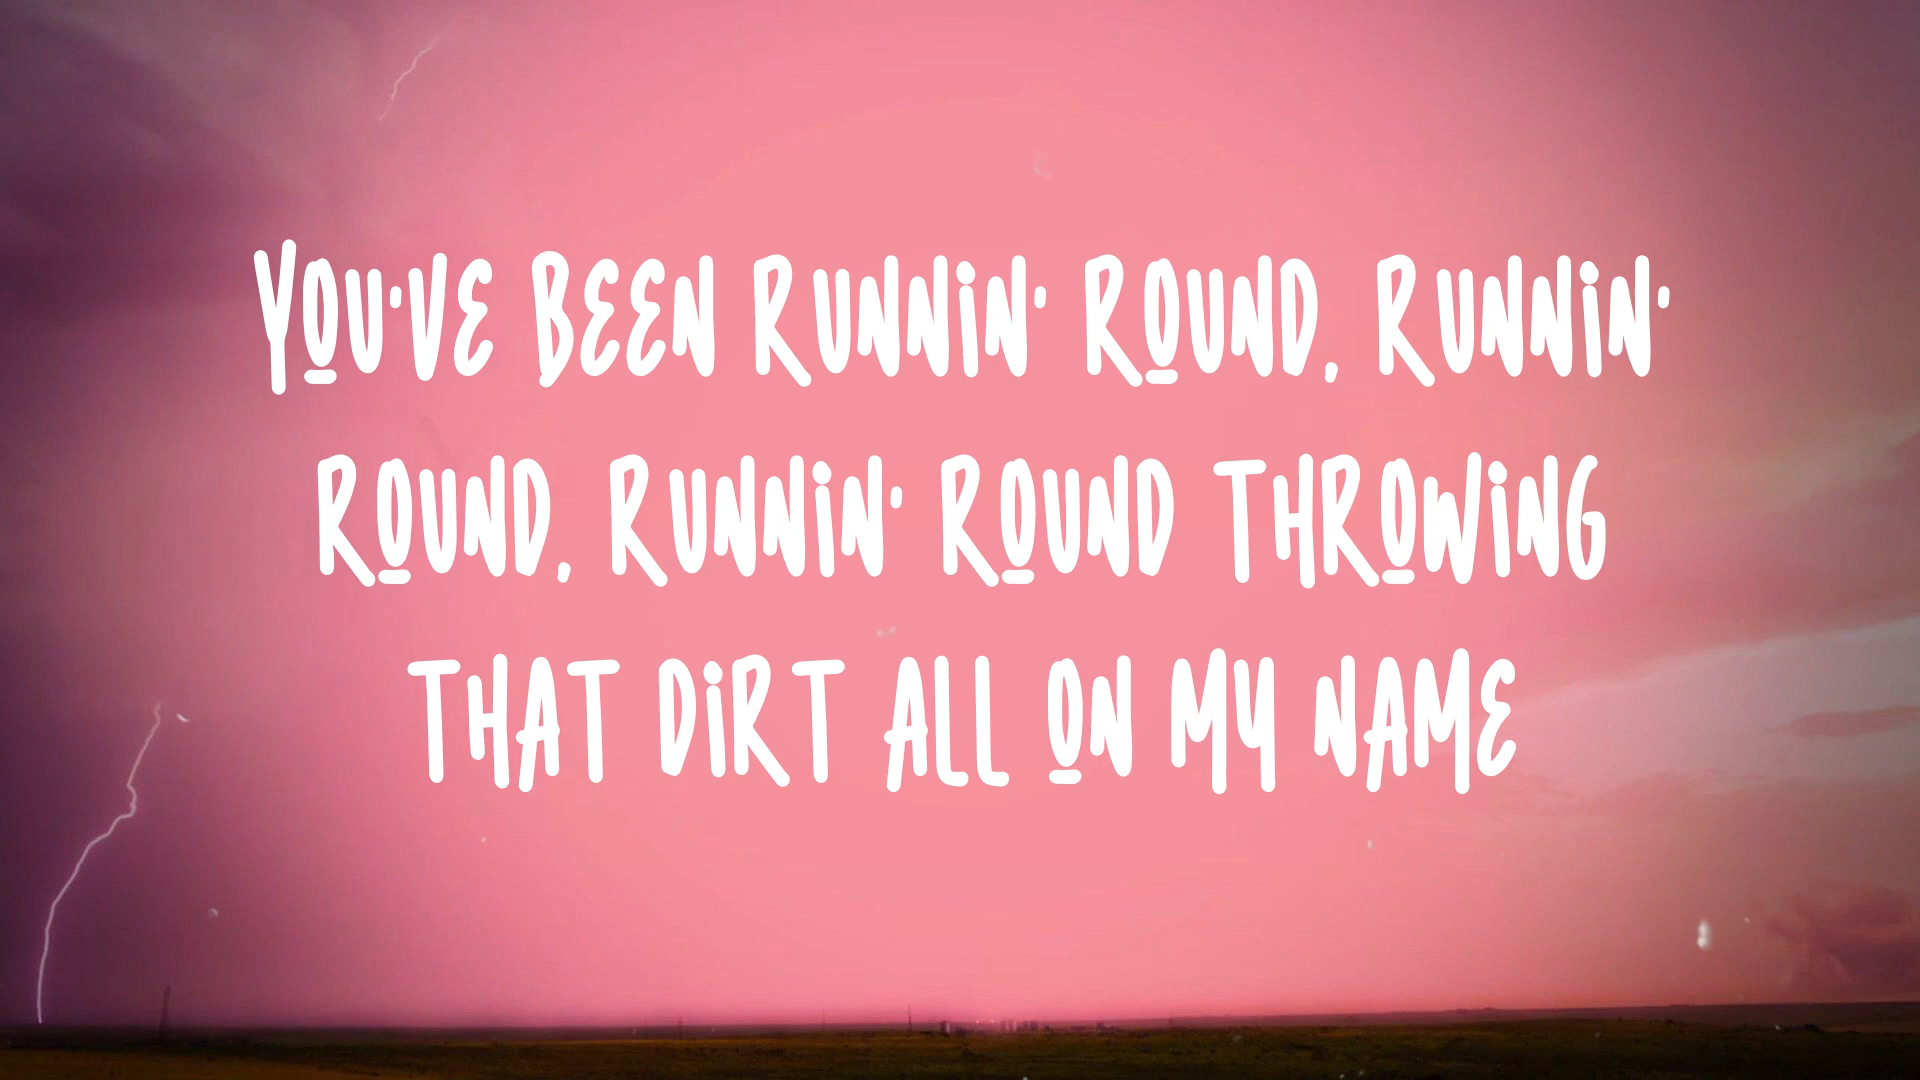 YOU'VE BEEN RUNNIN' ROUND, RUNNIN'
ROUND, RUNNIN' ROUND THROWING
THAT DIRT ALL ON MY NAME